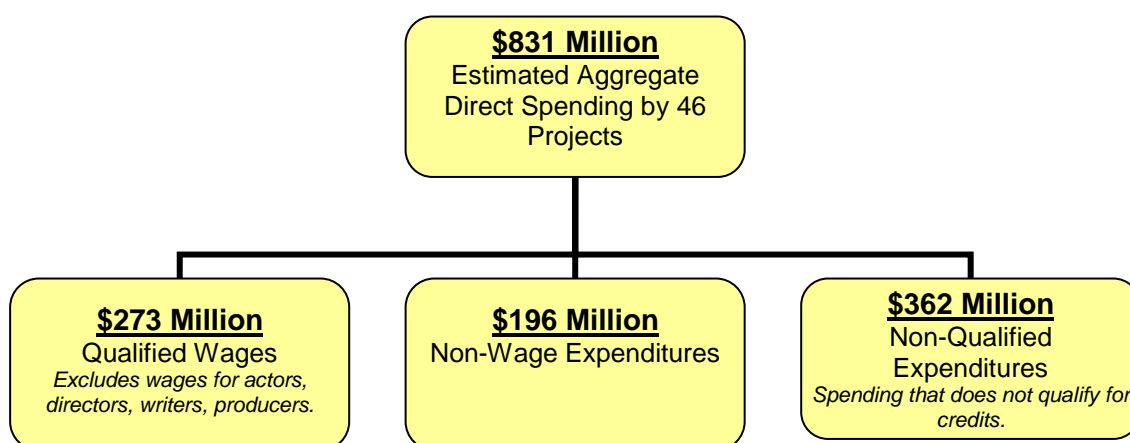 $831 Million
Estimated Aggregate
Direct Spending by 46
Projects
$273 Million
Qualified Wages
Excludes wages for actors,
directors, writers, producers.
$196 Million
Non-Wage Expenditures
$362 Million
Non-Qualified
Expenditures
Spending that does not qualify for
credits.